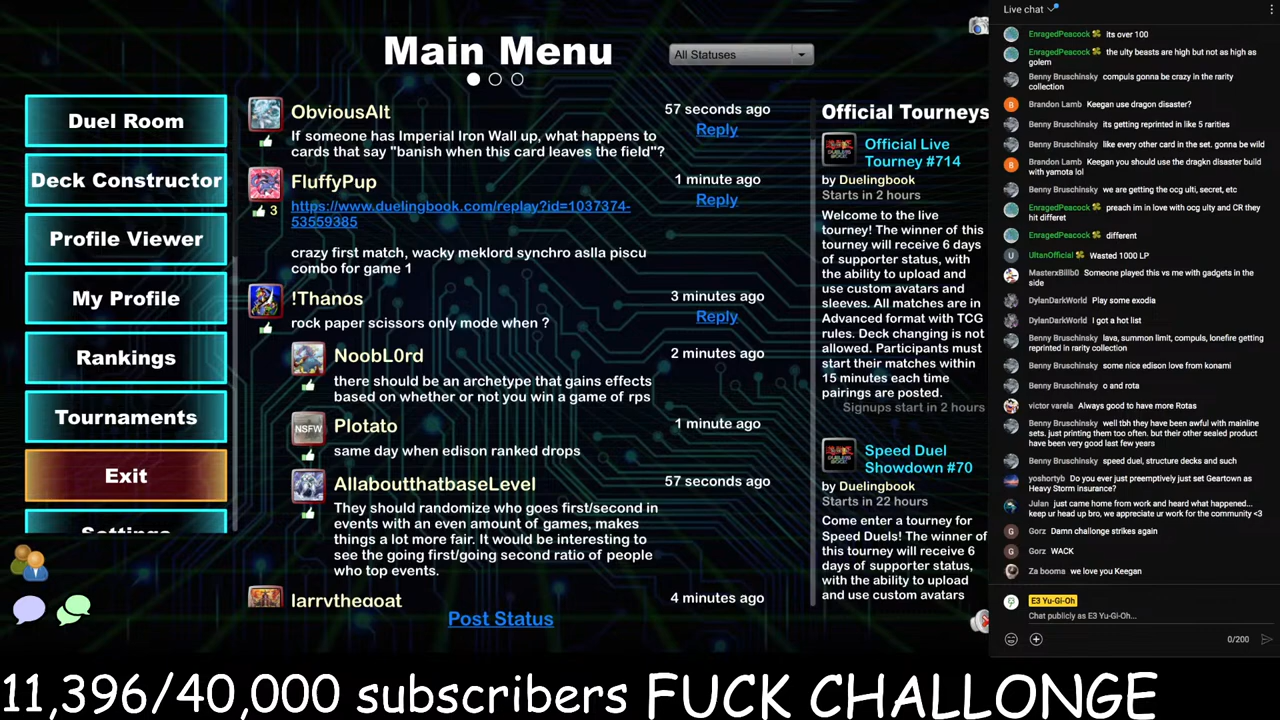 Main Menu
All Statuses
Duel Room
Deck Constructor
Profile Viewer
My Profile
Rankings
Tournaments
Exit
Settings
ObviousAlt
57 seconds ago
If someone has Imperial Iron Wall up, what happens to
cards that say "banish when this card leaves the field"?
Reply
FluffyPup
1 minute ago
3
https://www.duelingbook.com/replay?id=1037374-
53559385
Reply
crazy first match, wacky meklord synchro aslla piscu
combo for game 1
!Thanos
3 minutes ago
rock paper scissors only mode when ?
Reply
NoobL0rd
2 minutes ago
there should be an archetype that gains effects
based on whether or not you win a game of rps
NSFW
Plotato
1 minute ago
same day when edison ranked drops
AllaboutthatbaseLevel
57 seconds ago
They should randomize who goes first/second in
events with an even amount of games, makes
things a lot more fair. It would be interesting to
see the going first/going second ratio of people
who top events.
larrythegoat
4 minutes ago
Post Status
Official Tourneys
Official Live
Tourney #714
by Duelingbook
Starts in 2 hours
Welcome to the live
tourney! The winner of this
tourney will receive 6 days
of supporter status, with
the ability to upload and
use custom avatars and
sleeves. All matches are in
Advanced format with TCG
rules. Deck changing is not
allowed. Participants must
start their matches within
15 minutes each time
pairings are posted.
Signups start in 2 hours
Speed Duel
Showdown #70
by Duelingbook
Starts in 22 hours
Come enter a tourney for
Speed Duels! The winner of
this tourney will receive 6
days of supporter status,
with the ability to upload
and use custom avatars
Live chat
EnragedPeacock its over 100
EnragedPeacock the ulty beasts are high but not as high as
golem
Benny Bruschinsky compuls gonna be crazy in the rarity
collection
B Brandon Lamb Keegan use dragon disaster?
Benny Bruschinsky its getting reprinted in like 5 rarities
Benny Bruschinsky like every other card in the set. gonna be wild
B Brandon Lamb Keegan you should use the dragkn disaster build
with yamota lol
Benny Bruschinsky we are getting the ocg ulti, secret, etc
EnragedPeacock preach im in love with ocg ulty and CR they
hit differet
EnragedPeacock different
U UltanOfficial Wasted 1000 LP
MasterxBillb0 Someone played this vs me with gadgets in the
side
DylanDarkWorld Play some exodia
DylanDarkWorld I got a hot list
Benny Bruschinsky lava, summon limit, compuls, lonefire getting
reprinted in rarity collection
Benny Bruschinsky some nice edison love from konami
Benny Bruschinsky o and rota
victor varela Always good to have more Rotas
Benny Bruschinsky well tbh they have been awful with mainline
sets. just printing them too often. but their other sealed product
have been very good last few years
Benny Bruschinsky speed duel, structure decks and such
yoshortyb Do you ever just preemptively just set Geartown as
Heavy Storm insurance?
Julan just came home from work and heard what happened...
keep ur head up bro, we appreciate ur work for the community <3
G Gorz Damn challonge strikes again
G Gorz WACK
Za booma we love you Keegan
E3 Yu-Gi-Oh
Chat publicly as E3 Yu-Gi-Oh...
0/200
11,396/40,000 subscribers FUCK CHALLONGE